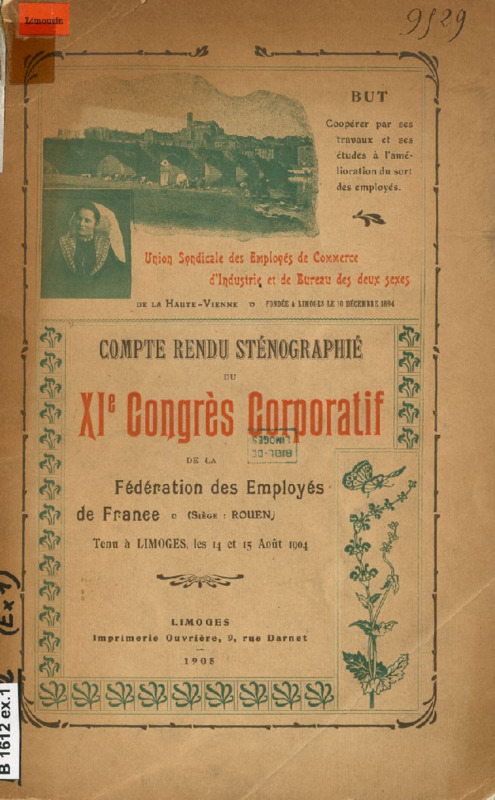 Limousin
9529
BUT
Coopérer par ses
travaux et ses
études à l'amé-
lioration du sort
des employés.
Union Syndicale des Employés de Commerce
d'Industrie et de Bureau des deux sexes
DE LA HAUTE-VIENNE FONDÉE A LIMOGES LE 10 DÉCEMBRE 1894
COMPTE RENDU STÉNOGRAPHIÉ
DU
XIe Congrès Corporatif
BIBL. DE
LIMOGES
DE LA
Fédération des Employés
de France (SIÈGE : ROUEN)
Tenu à LIMOGES, les 14 et 15 Août 1904
LIMOGES
Imprimerie Ouvrière, 9, rue Darnet
1905
(Ex 1)
B 1612 ex.1